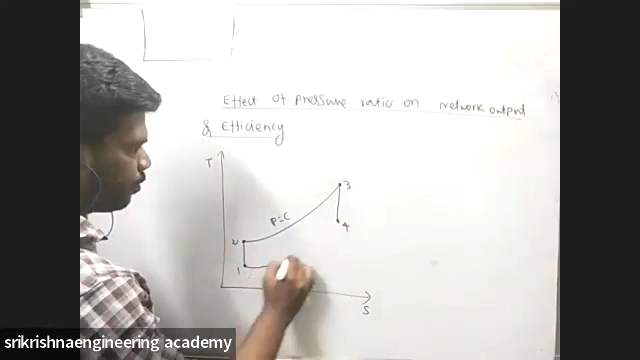 Effect of pressure ratio on network output
& Efficiency
T
3
P=C
4
2
1
S
srikrishnaengineering academy